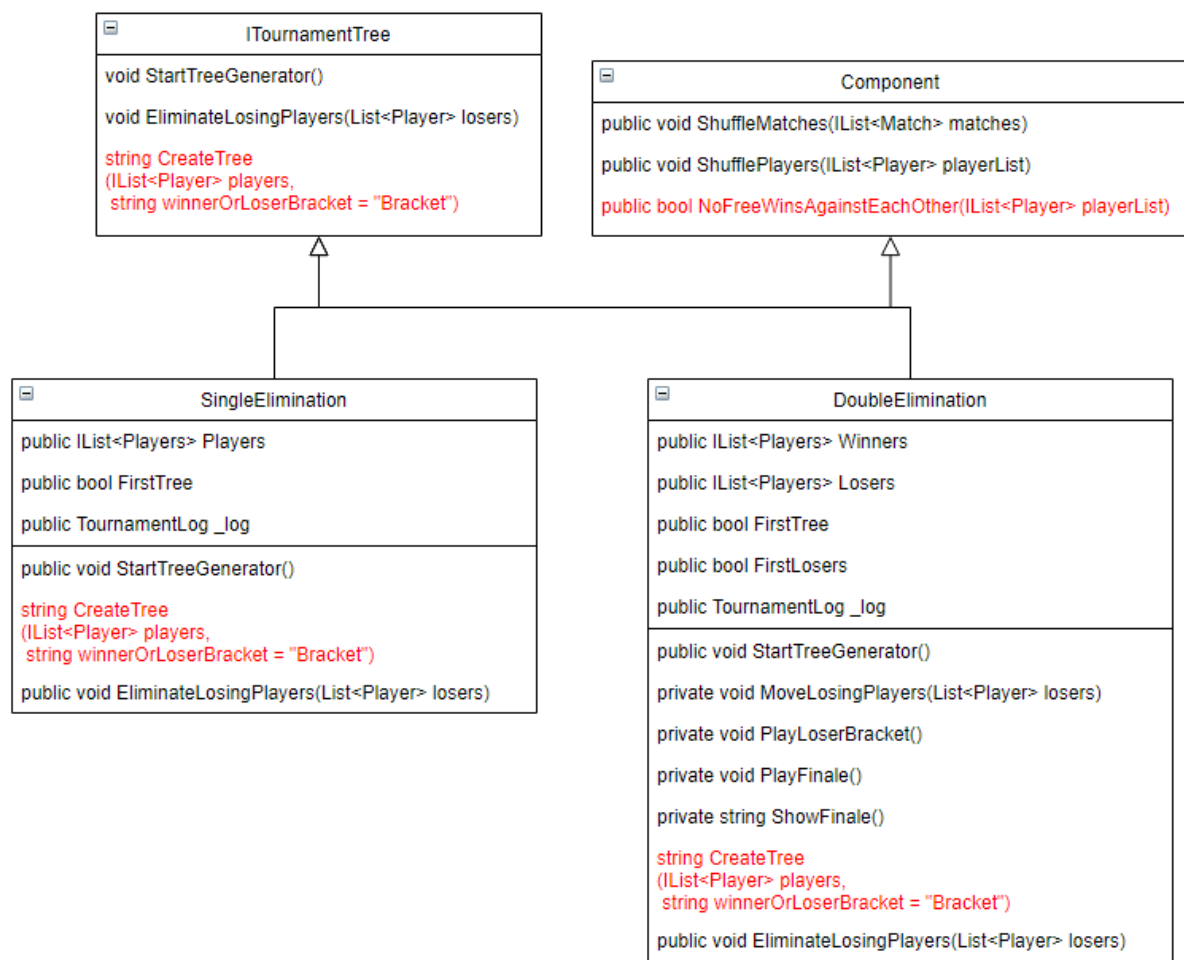 ITournamentTree
void StartTreeGenerator()
void EliminateLosingPlayers(List<Player> losers)
string CreateTree
(IList<Player> players,
string winnerOrLoserBracket = "Bracket")
Component
public void ShuffleMatches(IList<Match> matches)
public void ShufflePlayers(IList<Player> playerList)
public bool NoFreeWinsAgainstEachOther(IList<Player> playerList)
SingleElimination
public IList<Players> Players
public bool FirstTree
public TournamentLog _log
public void StartTreeGenerator()
string CreateTree
(IList<Player> players,
string winnerOrLoserBracket = "Bracket")
public void EliminateLosingPlayers(List<Player> losers)
DoubleElimination
public IList<Players> Winners
public IList<Players> Losers
public bool FirstTree
public bool FirstLosers
public TournamentLog _log
public void StartTreeGenerator()
private void MoveLosingPlayers(List<Player> losers)
private void PlayLoserBracket()
private void PlayFinale()
private string ShowFinale()
string CreateTree
(IList<Player> players,
string winnerOrLoserBracket = "Bracket")
public void EliminateLosingPlayers(List<Player> losers)